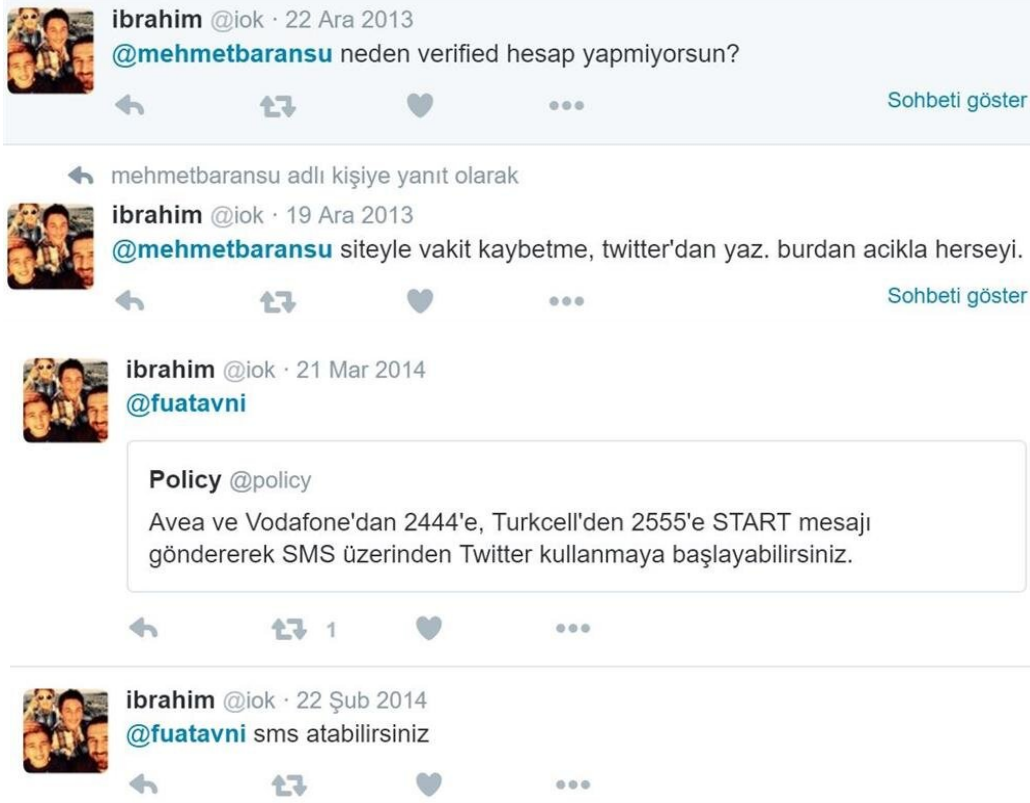 ibrahim @iok · 22 Ara 2013
@mehmetbaransu neden verified hesap yapmiyorsun?
Sohbeti göster
mehmetbaransu adlı kişiye yanıt olarak
ibrahim @iok · 19 Ara 2013
@mehmetbaransu siteyle vakit kaybetme, twitter'dan yaz. burdan acikla herseyi.
Sohbeti göster
ibrahim @iok · 21 Mar 2014
@fuatavni
Policy @policy
Avea ve Vodafone'dan 2444'e, Turkcell'den 2555'e START mesajı
göndererek SMS üzerinden Twitter kullanmaya başlayabilirsiniz.
1
ibrahim @iok · 22 Şub 2014
@fuatavni sms atabilirsiniz